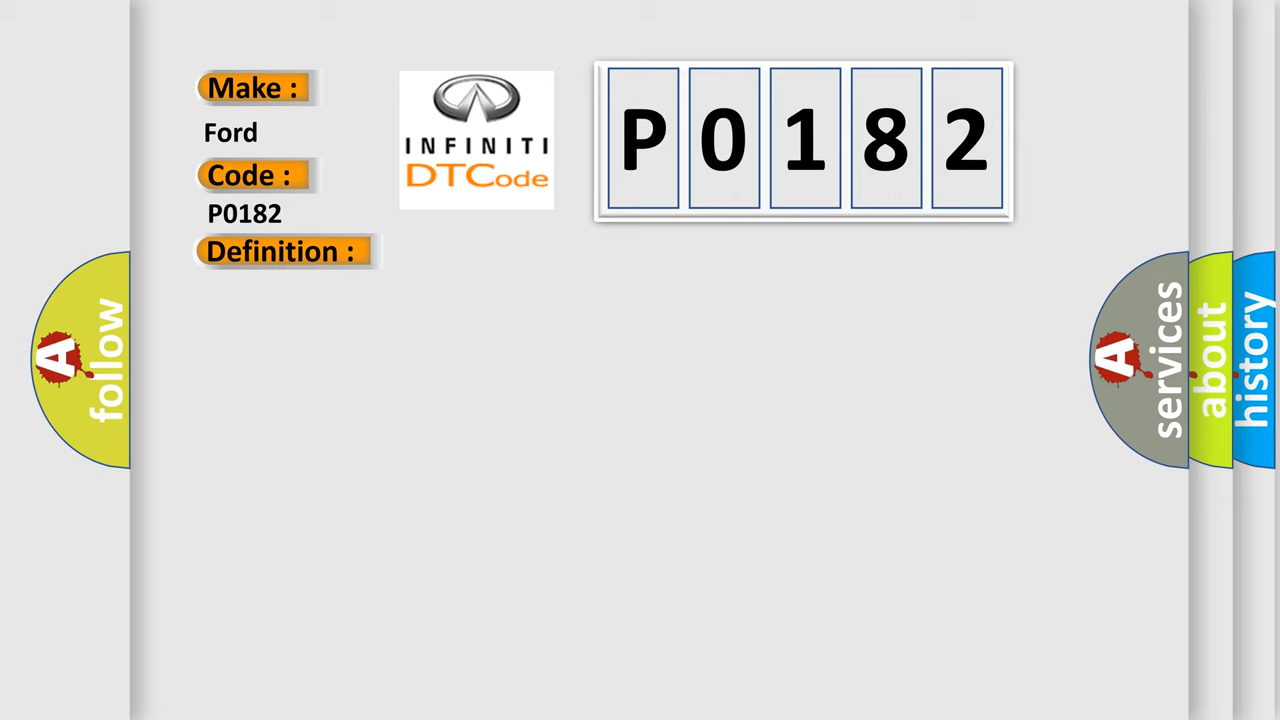 Make :
Ford
Code :
P0182
Definition :
INFINITI
DTCode
P0182
A
follow
A
services
about
history